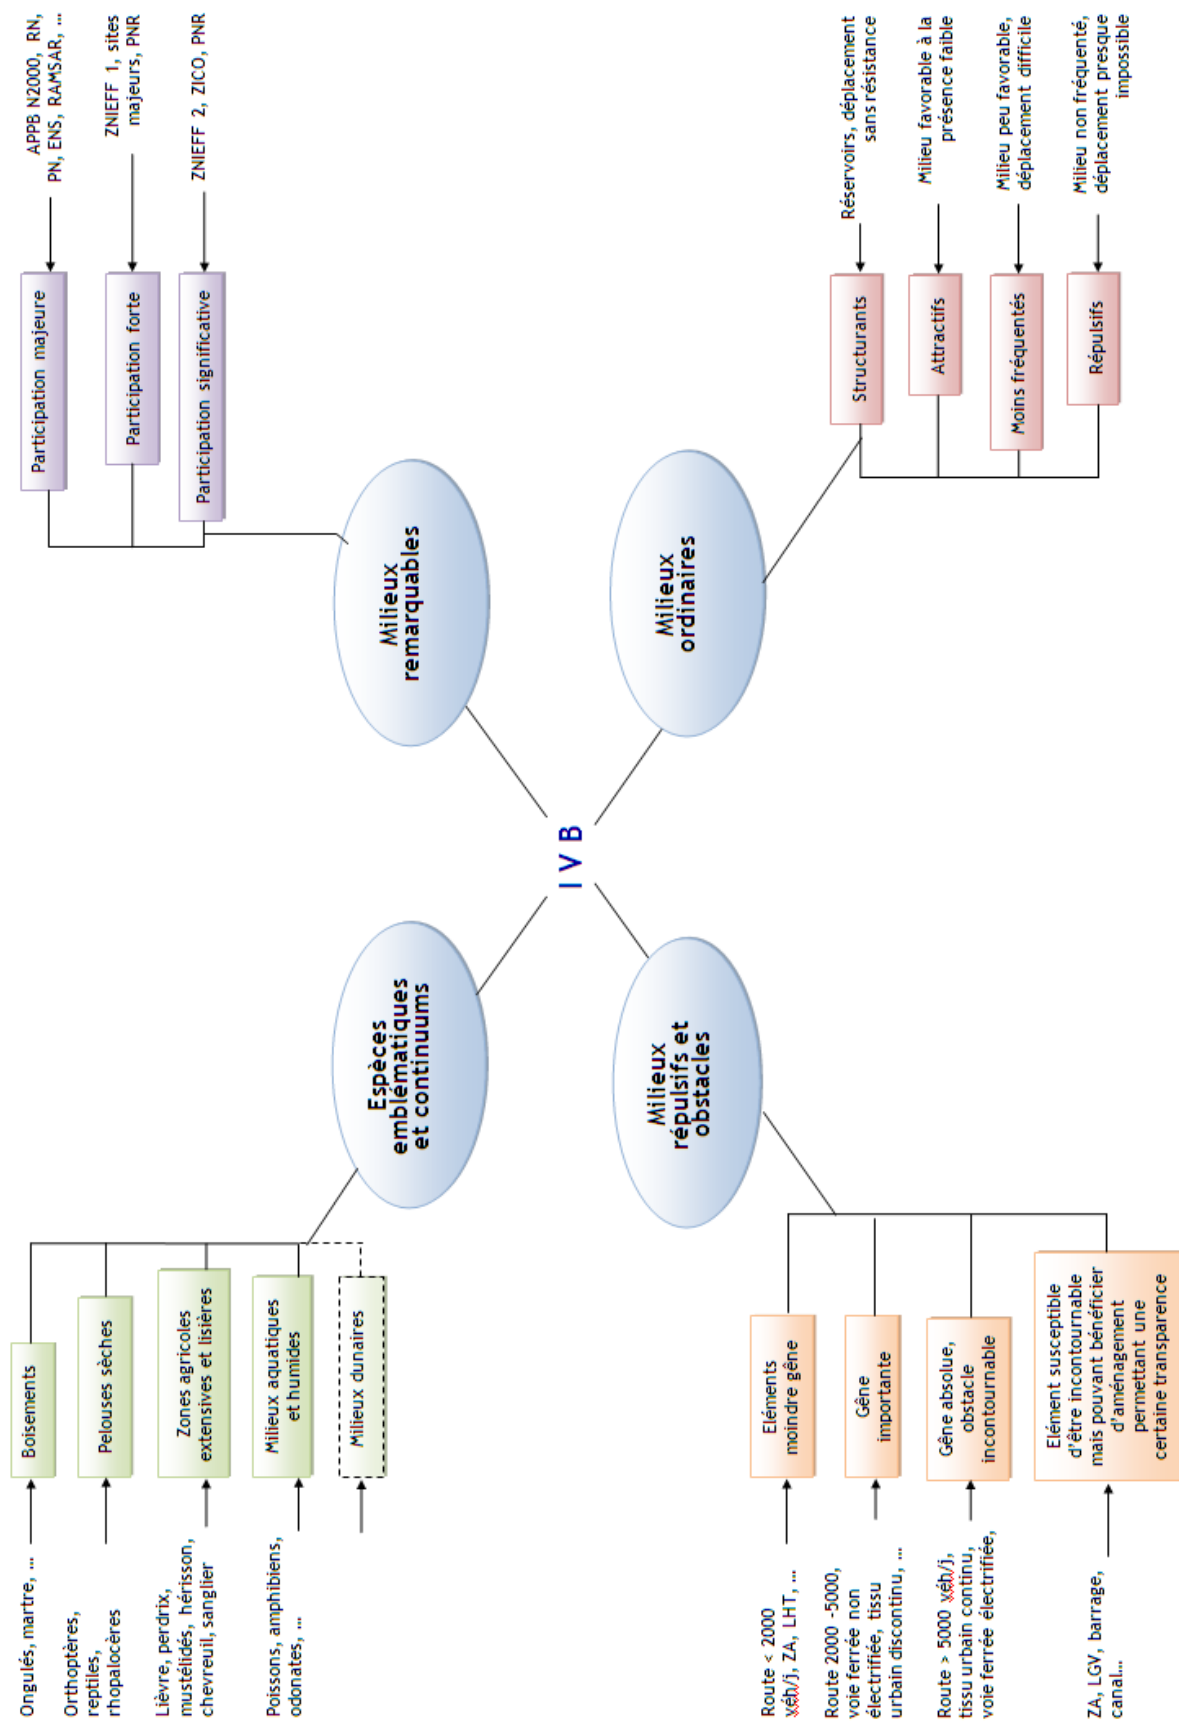 Ongulés, martre, ...
Boisements
Orthoptères,
reptiles,
rhopalocères
Pelouses sèches
Lièvre, perdrix,
mustélidés, hérisson,
chevreuil, sanglier
Zones agricoles
extensives et lisières
Poissons, amphibiens,
odonates, ...
Milieux aquatiques
et humides
Milieux dunaires
Espèces
emblématiques
et continuums
Milieux
remarquables
Participation majeure
APPB N2000, RN,
PN, ENS, RAMSAR, ...
Participation forte
ZNIEFF 1, sites
majeurs, PNR
Participation significative
ZNIEFF 2, ZICO, PNR
I V B
Route < 2000
véh/j, ZA, LHT, ...
Eléments
moindre gêne
Route 2000 -5000,
voie ferrée non
électrifiée, tissu
urbain discontinu, ...
Gêne
importante
Route > 5000 véh/j,
tissu urbain continu,
voie ferrée électrifiée,
Gêne absolue,
obstacle
incontournable
ZA, LGV, barrage,
canal...
Elément susceptible
d'être incontournable
mais pouvant bénéficier
d'aménagement
permettant une
certaine transparence
Milieux
répulsifs et
obstacles
Milieux
ordinaires
Structurants
Réservoirs, déplacement
sans résistance
Attractifs
Milieu favorable à la
présence faible
Moins fréquentés
Milieu peu favorable,
déplacement difficile
Répulsifs
Milieu non fréquenté,
déplacement presque
impossible